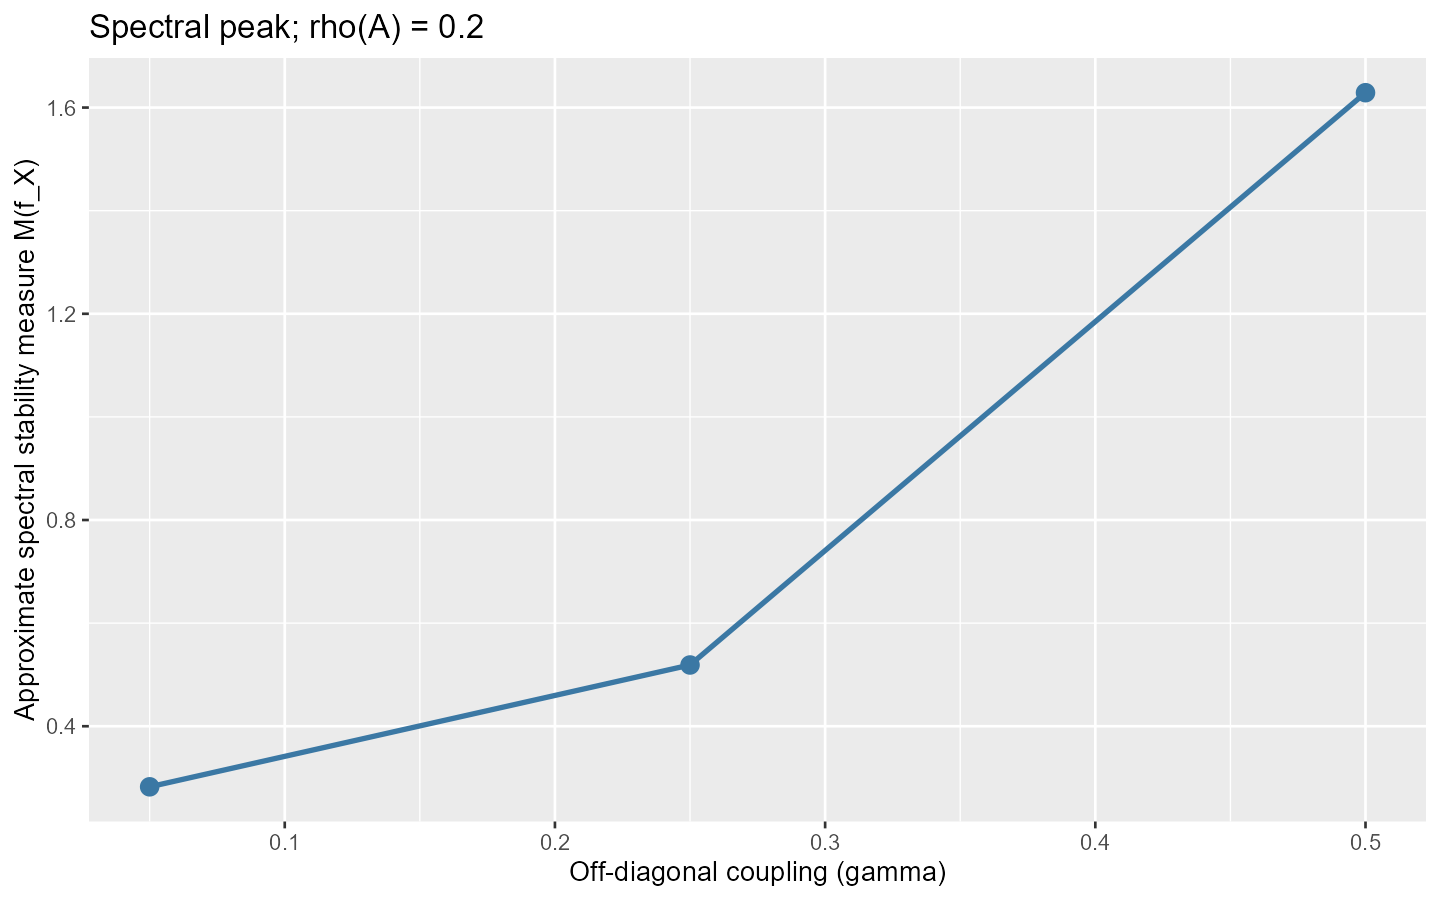 Spectral peak; rho(A) = 0.2
Approximate spectral stability measure M(f_X)
1.6
1.2
0.8
0.4
0.1 0.2 0.3 0.4 0.5
Off-diagonal coupling (gamma)